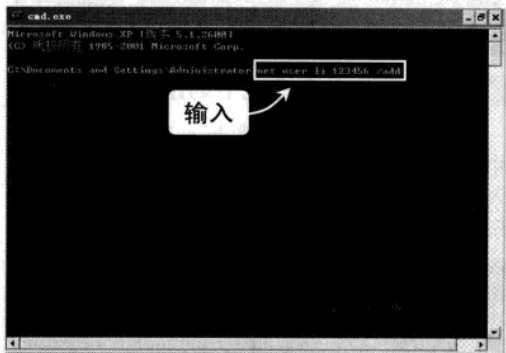 cmd.exe
Microsoft Windows XP [版本 5.1.2600]
(C) 版权所有 1985-2001 Microsoft Corp.
C:\Documents and Settings\Administrator>net user li 123456 /add
输入